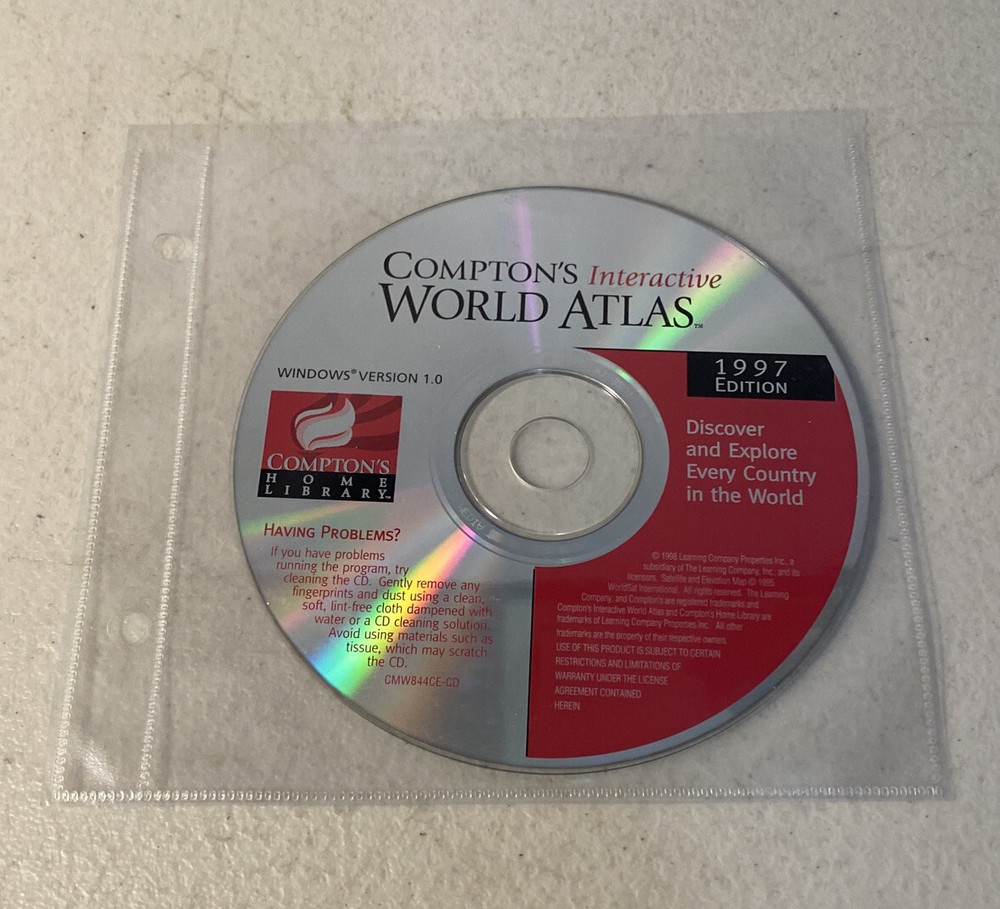 COMPTON'S Interactive
WORLD ATLAS™
WINDOWS® VERSION 1.0
1997
EDITION
COMPTON'S
HOME
LIBRARY™
Discover
and Explore
Every Country
in the World
HAVING PROBLEMS?
If you have problems
running the program, try
cleaning the CD. Gently remove any
fingerprints and dust using a clean,
soft, lint-free cloth dampened with
water or a CD cleaning solution.
Avoid using materials such as
tissue, which may scratch
the CD.
CMW844CE-CD
© 1998 Learning Company Properties Inc., a
subsidiary of The Learning Company, Inc., and its
licensors. Satellite and Elevation Map © 1995
WorldSat International. All rights reserved. The Learning
Company, and Compton's are registered trademarks and
Compton's Interactive World Atlas and Compton's Home Library are
trademarks of Learning Company Properties Inc. All other
trademarks are the property of their respective owners.
USE OF THIS PRODUCT IS SUBJECT TO CERTAIN
RESTRICTIONS AND LIMITATIONS OF
WARRANTY UNDER THE LICENSE
AGREEMENT CONTAINED
HEREIN